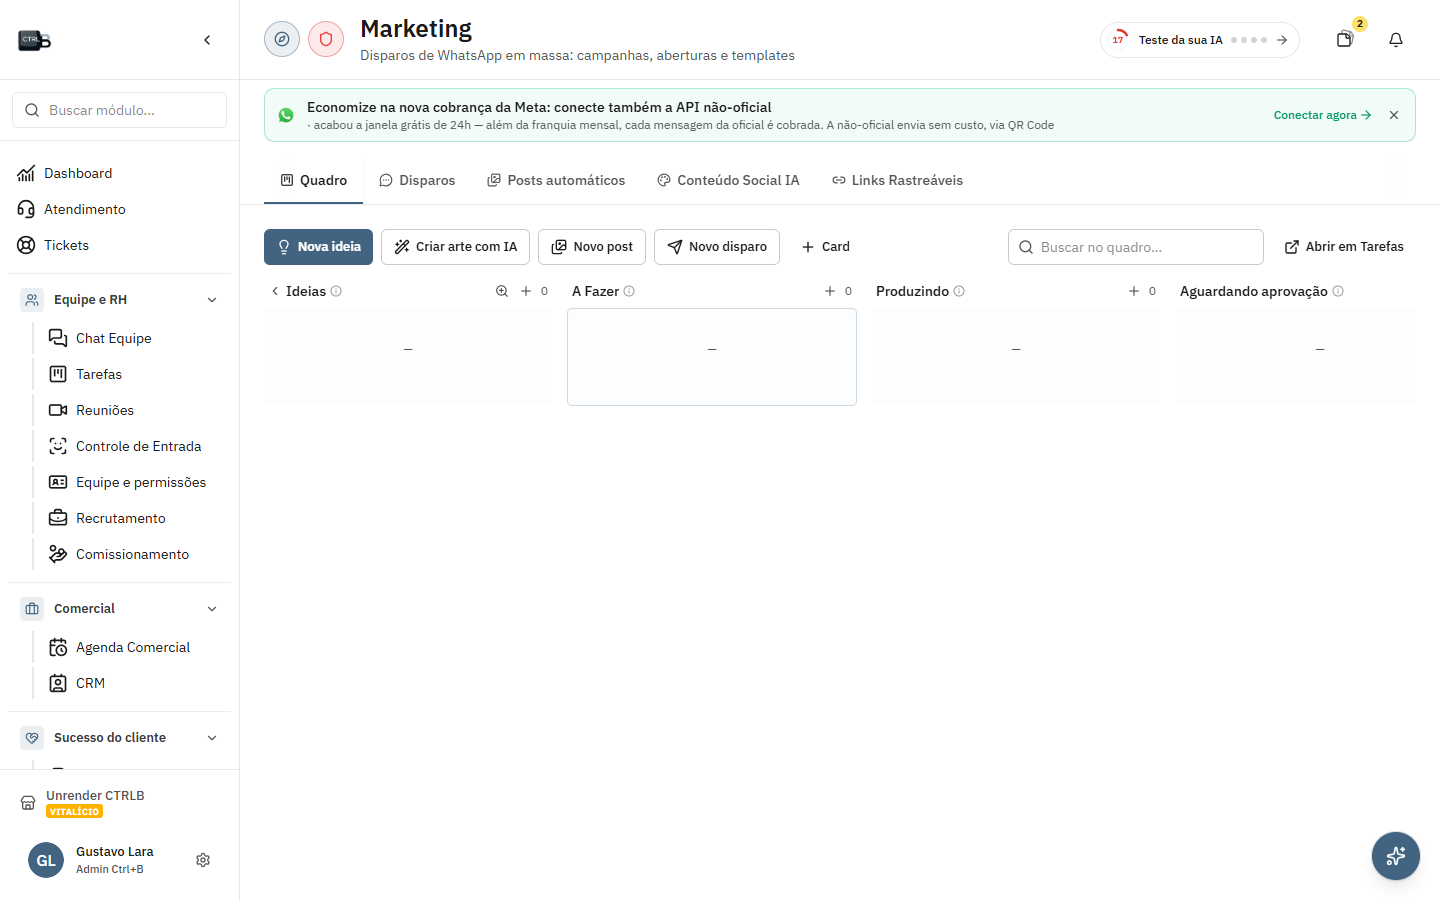 CTRL B
Buscar módulo...
Dashboard
Atendimento
Tickets
Equipe e RH
Chat Equipe
Tarefas
Reuniões
Controle de Entrada
Equipe e permissões
Recrutamento
Comissionamento
Comercial
Agenda Comercial
CRM
Sucesso do cliente
Unrender CTRLB
VITALÍCIO
GL
Gustavo Lara
Admin Ctrl+B
Marketing
Disparos de WhatsApp em massa: campanhas, aberturas e templates
17 Teste da sua IA
2
Economize na nova cobrança da Meta: conecte também a API não-oficial
· acabou a janela grátis de 24h — além da franquia mensal, cada mensagem da oficial é cobrada. A não-oficial envia sem custo, via QR Code
Conectar agora
Quadro Disparos Posts automáticos Conteúdo Social IA Links Rastreáveis
Nova ideia Criar arte com IA Novo post Novo disparo Card Buscar no quadro... Abrir em Tarefas
Ideias 0 A Fazer 0 Produzindo 0 Aguardando aprovação
– – – –